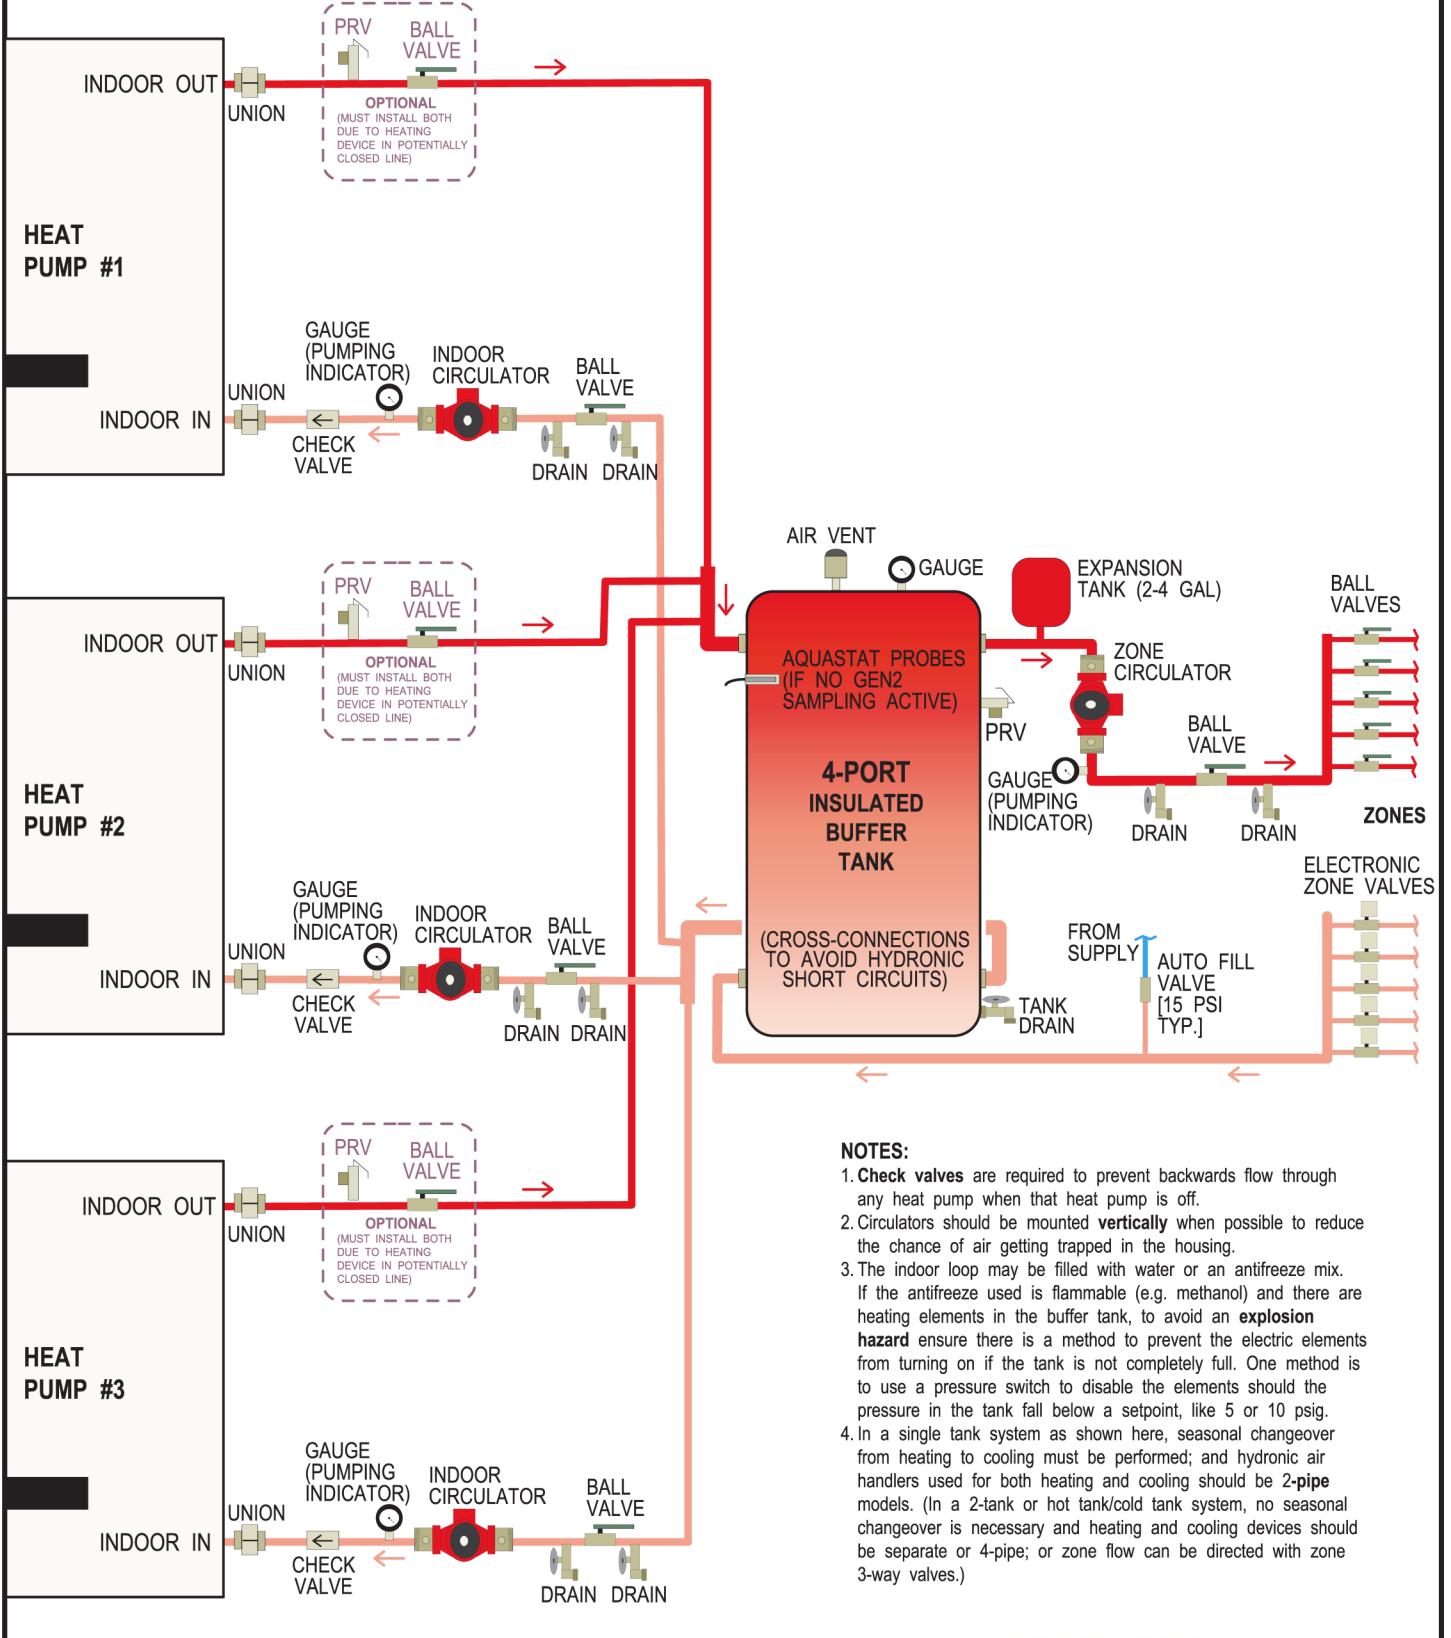 PRV
BALL
VALVE
INDOOR OUT
UNION
OPTIONAL
(MUST INSTALL BOTH
DUE TO HEATING
DEVICE IN POTENTIALLY
CLOSED LINE)
HEAT
PUMP #1
GAUGE
(PUMPING
INDICATOR)
INDOOR
CIRCULATOR
BALL
VALVE
UNION
INDOOR IN
CHECK
VALVE
DRAIN
DRAIN
PRV
BALL
VALVE
INDOOR OUT
UNION
OPTIONAL
(MUST INSTALL BOTH
DUE TO HEATING
DEVICE IN POTENTIALLY
CLOSED LINE)
HEAT
PUMP #2
GAUGE
(PUMPING
INDICATOR)
INDOOR
CIRCULATOR
BALL
VALVE
UNION
INDOOR IN
CHECK
VALVE
DRAIN
DRAIN
PRV
BALL
VALVE
INDOOR OUT
UNION
OPTIONAL
(MUST INSTALL BOTH
DUE TO HEATING
DEVICE IN POTENTIALLY
CLOSED LINE)
HEAT
PUMP #3
GAUGE
(PUMPING
INDICATOR)
INDOOR
CIRCULATOR
BALL
VALVE
UNION
INDOOR IN
CHECK
VALVE
DRAIN
DRAIN
AIR VENT
GAUGE
EXPANSION
TANK (2-4 GAL)
BALL
VALVES
AQUASTAT PROBES
(IF NO GEN2
SAMPLING ACTIVE)
ZONE
CIRCULATOR
PRV
BALL
VALVE
4-PORT
INSULATED
BUFFER
TANK
GAUGE
(PUMPING
INDICATOR)
DRAIN
DRAIN
ZONES
ELECTRONIC
ZONE VALVES
(CROSS-CONNECTIONS
TO AVOID HYDRONIC
SHORT CIRCUITS)
FROM
SUPPLY
AUTO FILL
VALVE
[15 PSI
TYP.]
TANK
DRAIN
NOTES:
1. Check valves are required to prevent backwards flow through
any heat pump when that heat pump is off.
2. Circulators should be mounted vertically when possible to reduce
the chance of air getting trapped in the housing.
3. The indoor loop may be filled with water or an antifreeze mix.
If the antifreeze used is flammable (e.g. methanol) and there are
heating elements in the buffer tank, to avoid an explosion
hazard ensure there is a method to prevent the electric elements
from turning on if the tank is not completely full. One method is
to use a pressure switch to disable the elements should the
pressure in the tank fall below a setpoint, like 5 or 10 psig.
4. In a single tank system as shown here, seasonal changeover
from heating to cooling must be performed; and hydronic air
handlers used for both heating and cooling should be 2-pipe
models. (In a 2-tank or hot tank/cold tank system, no seasonal
changeover is necessary and heating and cooling devices should
be separate or 4-pipe; or zone flow can be directed with zone
3-way valves.)